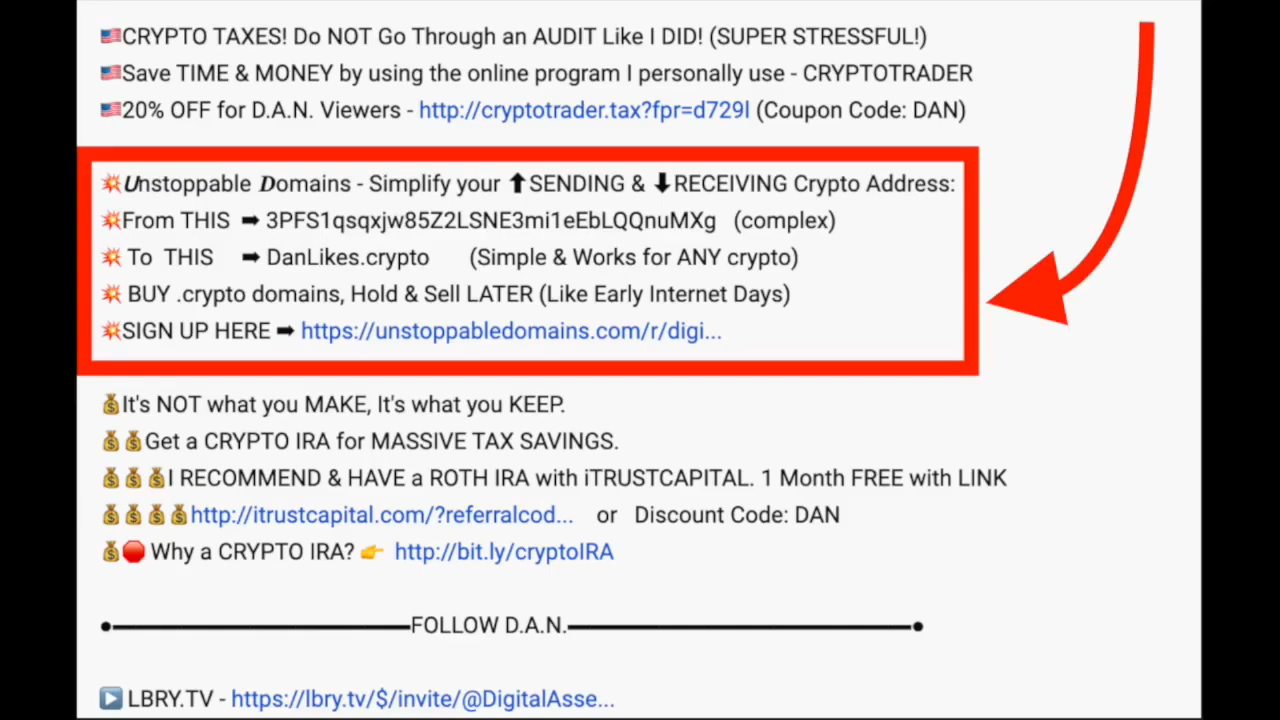 🇺🇸CRYPTO TAXES! Do NOT Go Through an AUDIT Like I DID! (SUPER STRESSFUL!)
🇺🇸Save TIME & MONEY by using the online program I personally use - CRYPTOTRADER
🇺🇸20% OFF for D.A.N. Viewers - http://cryptotrader.tax?fpr=d729l (Coupon Code: DAN)
💥𝑼nstoppable 𝑫omains - Simplify your ⬆SENDING & ⬇RECEIVING Crypto Address:
💥From THIS ➡ 3PFS1qsqxjw85Z2LSNE3mi1eEbLQQnuMXg (complex)
💥 To THIS ➡ DanLikes.crypto (Simple & Works for ANY crypto)
💥 BUY .crypto domains, Hold & Sell LATER (Like Early Internet Days)
💥SIGN UP HERE ➡ https://unstoppabledomains.com/r/digi...
💰It's NOT what you MAKE, It's what you KEEP.
💰💰Get a CRYPTO IRA for MASSIVE TAX SAVINGS.
💰💰💰I RECOMMEND & HAVE a ROTH IRA with iTRUSTCAPITAL. 1 Month FREE with LINK
💰💰💰💰http://itrustcapital.com/?referralcod... or Discount Code: DAN
💰🛑 Why a CRYPTO IRA? 👉 http://bit.ly/cryptoIRA
●▬▬▬▬▬▬▬▬▬▬FOLLOW D.A.N.▬▬▬▬▬▬▬▬▬▬●
▶️ LBRY.TV - https://lbry.tv/$/invite/@DigitalAsse...